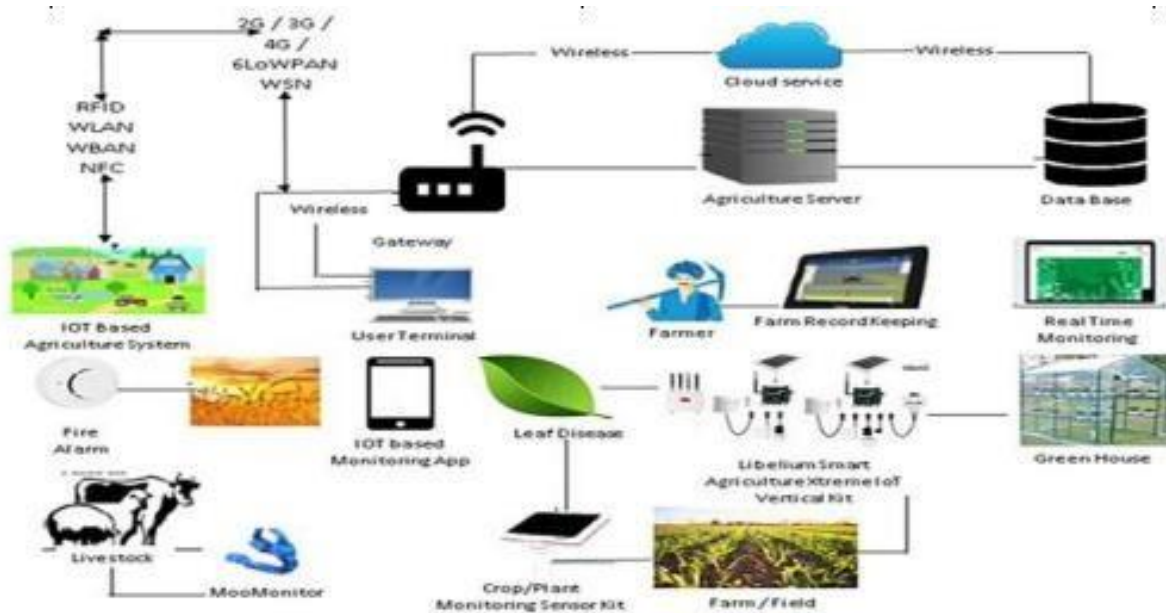 2G / 3G /
4G /
6LoWPAN
WSN
Wireless
Wireless
Cloud service
RFID
WLAN
WBAN
NFC
Wireless
Agriculture Server
Data Base
Gateway
IOT Based
Agriculture System
User Terminal
Farmer
Farm Record Keeping
Real Time
Monitoring
Fire
Alarm
IOT based
Monitoring App
Leaf Disease
Libelium Smart
Agriculture Xtreme IoT
Vertical Kit
Green House
Livestock
MooMonitor
Crop/Plant
Monitoring Sensor Kit
Farm / Field